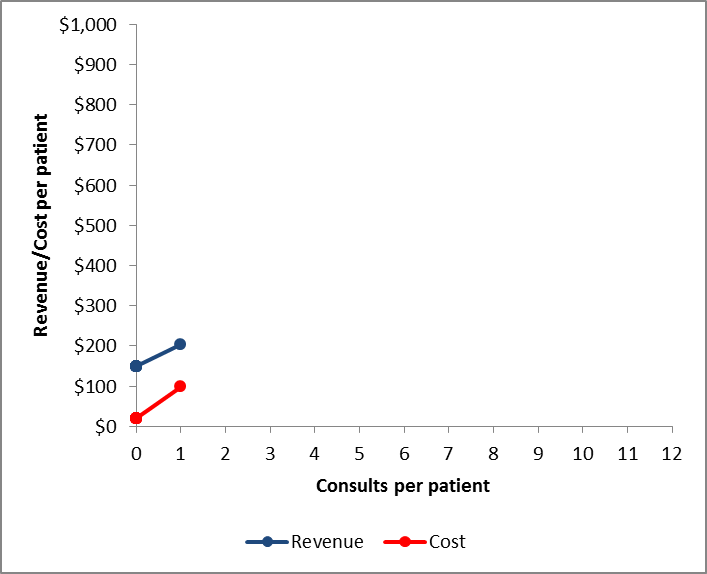 $1,000
$900
$800
$700
$600
$500
$400
$300
$200
$100
$0
Revenue/Cost per patient
0 1 2 3 4 5 6 7 8 9 10 11 12
Consults per patient
Revenue Cost